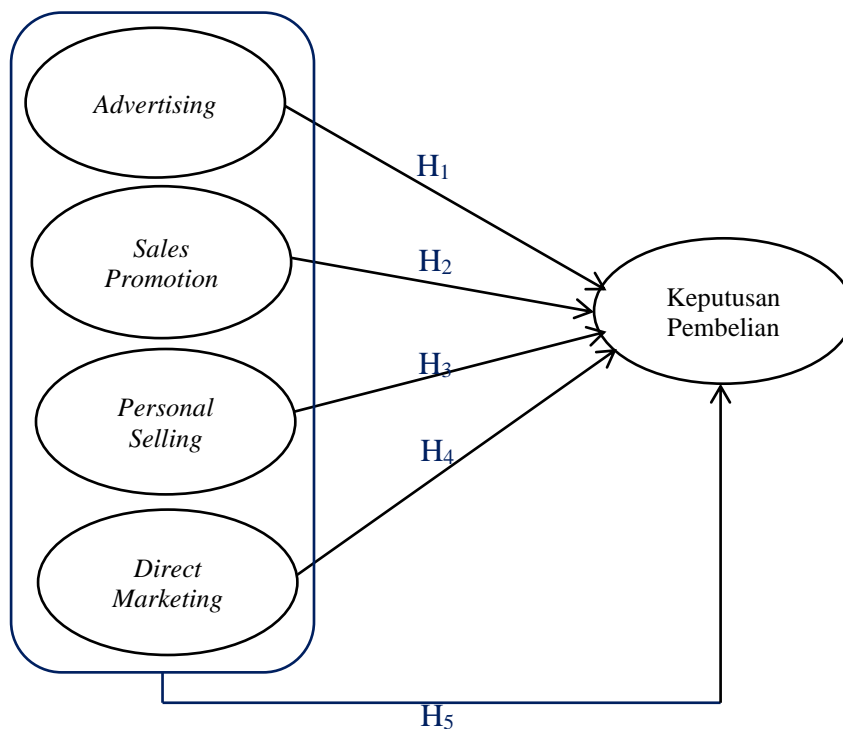 Advertising
H₁
Sales
Promotion
H₂
Keputusan
Pembelian
Personal
Selling
H₃
H₄
Direct
Marketing
H₅